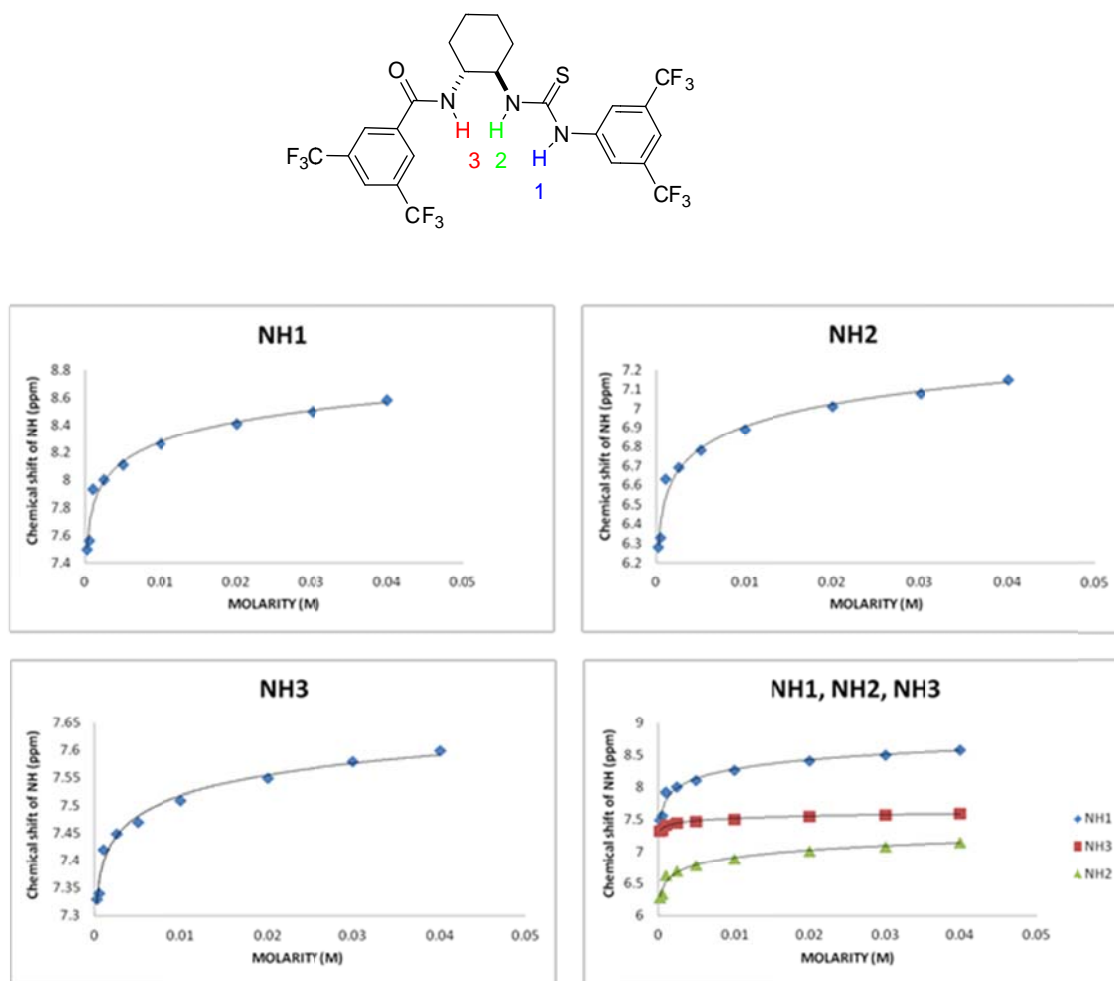 O
S
CF3
N
N
H
H
N
F3C
3
2
H
CF3
1
CF3
NH1
Chemical shift of NH (ppm)
8.8
8.6
8.4
8.2
8
7.8
7.6
7.4
0
0.01
0.02
0.03
0.04
0.05
MOLARITY (M)
NH2
Chemical shift of NH (ppm)
7.2
7.1
7
6.9
6.8
6.7
6.6
6.5
6.4
6.3
6.2
0
0.01
0.02
0.03
0.04
0.05
MOLARITY (M)
NH3
Chemical shift of NH (ppm)
7.65
7.6
7.55
7.5
7.45
7.4
7.35
7.3
0
0.01
0.02
0.03
0.04
0.05
MOLARITY (M)
NH1, NH2, NH3
Chemical shift of NH (ppm)
9
8.5
8
7.5
7
6.5
6
0
0.01
0.02
0.03
0.04
0.05
MOLARITY (M)
NH1
NH3
NH2